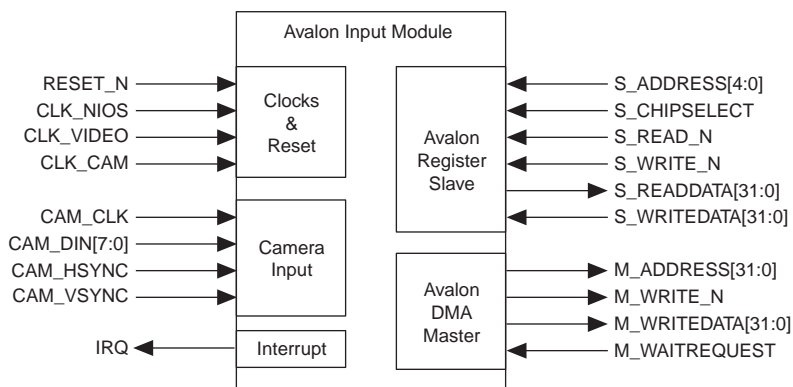 Avalon Input Module
RESET_N
CLK_NIOS
CLK_VIDEO
CLK_CAM
Clocks
&
Reset
CAM_CLK
CAM_DIN[7:0]
CAM_HSYNC
CAM_VSYNC
Camera
Input
IRQ
Interrupt
Avalon
Register
Slave
S_ADDRESS[4:0]
S_CHIPSELECT
S_READ_N
S_WRITE_N
S_READDATA[31:0]
S_WRITEDATA[31:0]
Avalon
DMA
Master
M_ADDRESS[31:0]
M_WRITE_N
M_WRITEDATA[31:0]
M_WAITREQUEST